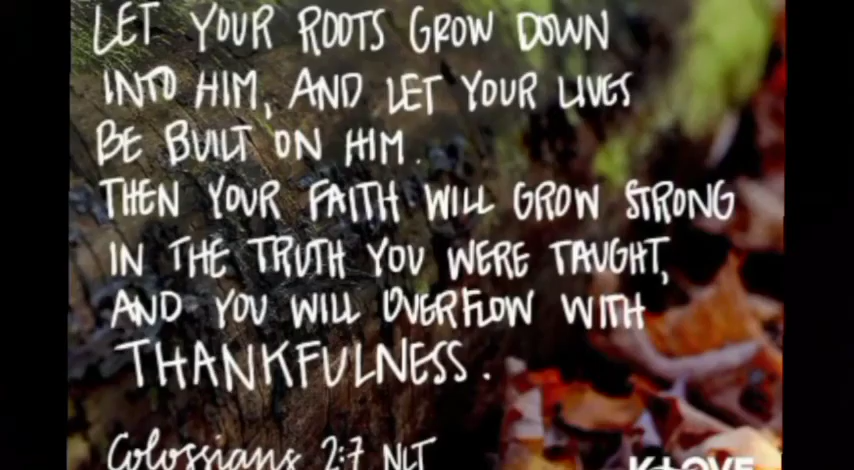 LET YOUR ROOTS GROW DOWN
INTO HIM, AND LET YOUR LIVES
BE BUILT ON HIM.
THEN YOUR FAITH WILL GROW STRONG
IN THE TRUTH YOU WERE TAUGHT,
AND YOU WILL OVERFLOW WITH
THANKFULNESS.
Colossians 2:7 NLT
K-LOVE